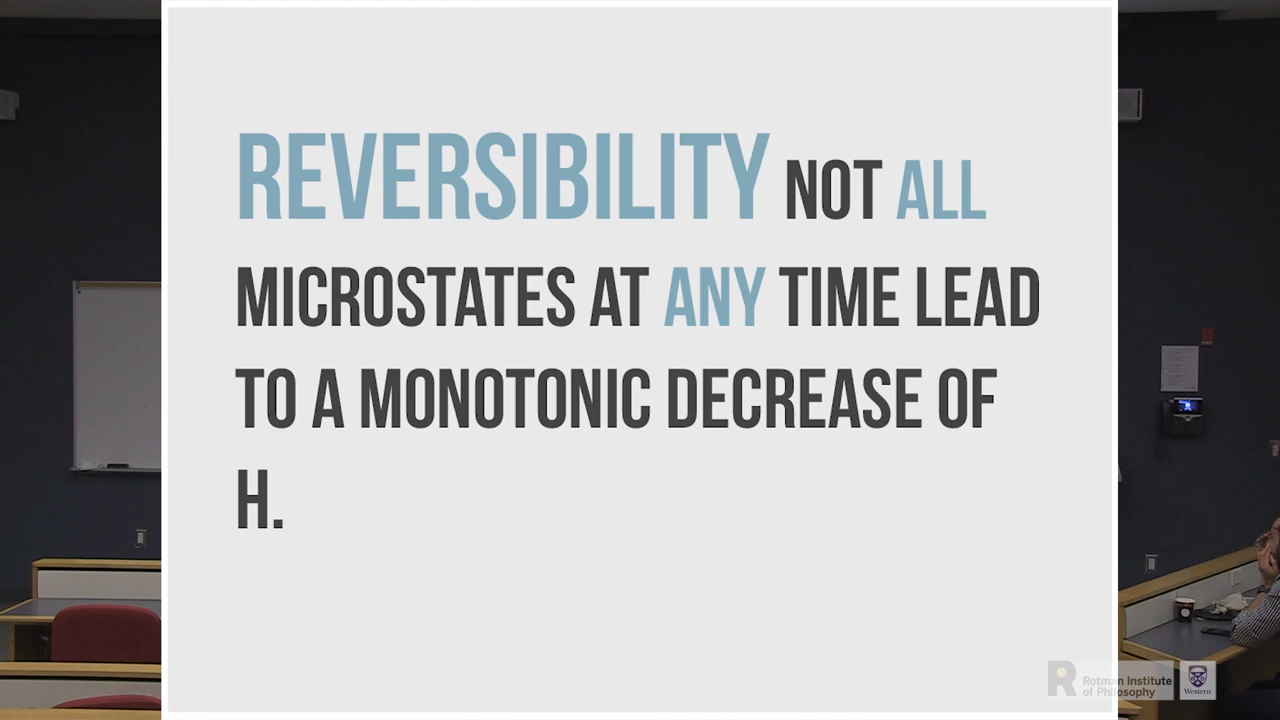 REVERSIBILITY NOT ALL
MICROSTATES AT ANY TIME LEAD
TO A MONOTONIC DECREASE OF
H.
Rotman Institute
of Philosophy
Western